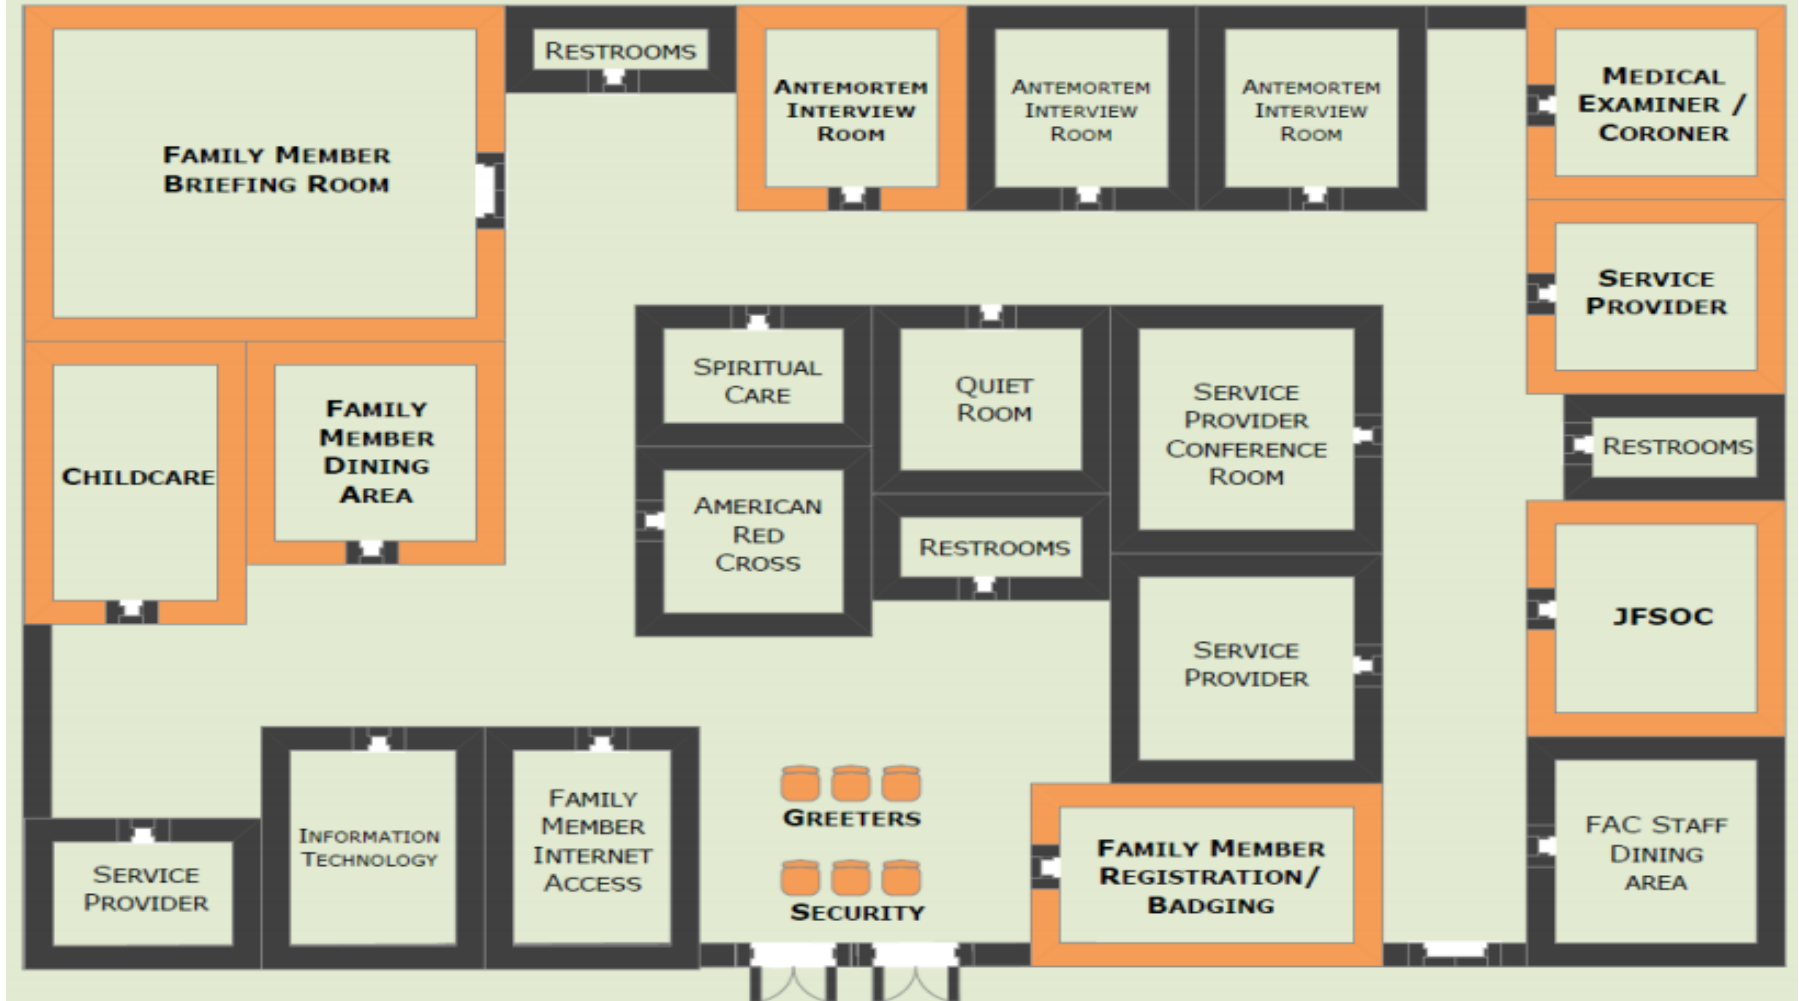 RESTROOMS
FAMILY MEMBER
BRIEFING ROOM
ANTEMORTEM
INTERVIEW
ROOM
ANTEMORTEM
INTERVIEW
ROOM
ANTEMORTEM
INTERVIEW
ROOM
MEDICAL
EXAMINER /
CORONER
SERVICE
PROVIDER
CHILDCARE
FAMILY
MEMBER
DINING
AREA
SPIRITUAL
CARE
QUIET
ROOM
SERVICE
PROVIDER
CONFERENCE
ROOM
RESTROOMS
AMERICAN
RED
CROSS
RESTROOMS
JFSOC
SERVICE
PROVIDER
SERVICE
PROVIDER
INFORMATION
TECHNOLOGY
FAMILY
MEMBER
INTERNET
ACCESS
GREETERS
SECURITY
FAMILY MEMBER
REGISTRATION/
BADGING
FAC STAFF
DINING
AREA